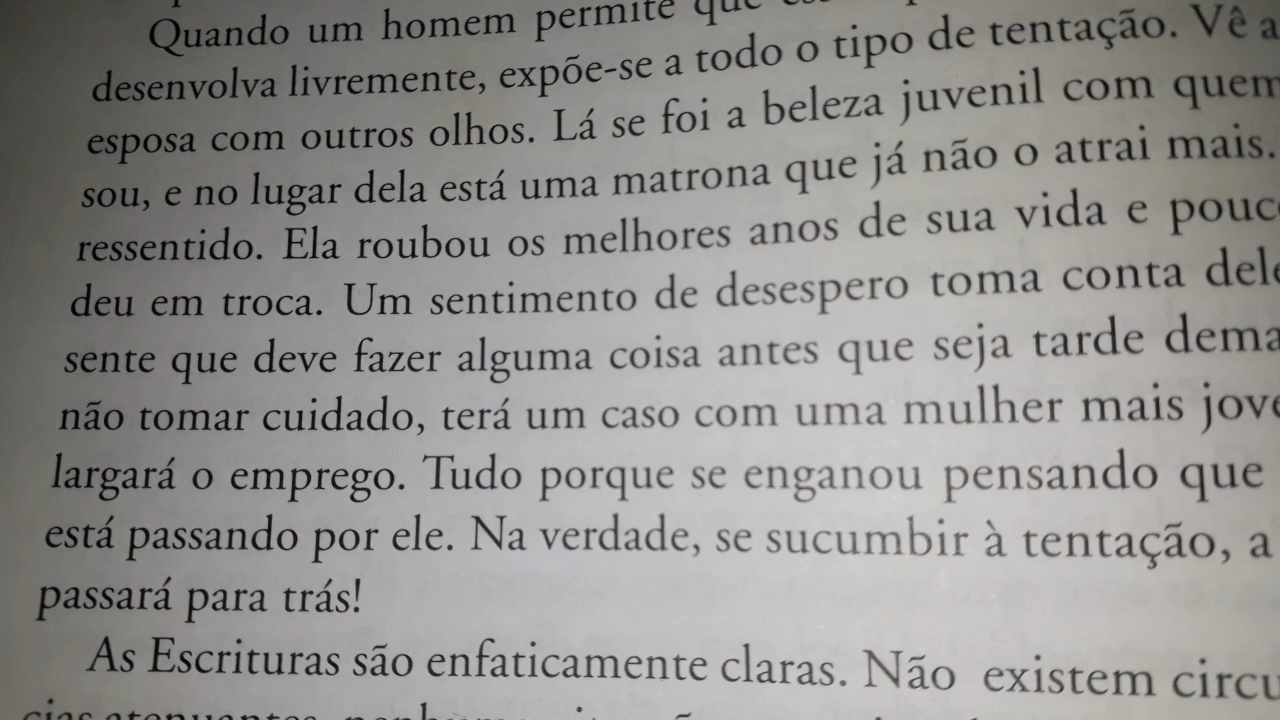 Quando um homem permite que
desenvolva livremente, expõe-se a todo o tipo de tentação. Vê a
esposa com outros olhos. Lá se foi a beleza juvenil com quem
sou, e no lugar dela está uma matrona que já não o atrai mais.
ressentido. Ela roubou os melhores anos de sua vida e pouc
deu em troca. Um sentimento de desespero toma conta dele
sente que deve fazer alguma coisa antes que seja tarde dema
não tomar cuidado, terá um caso com uma mulher mais jove
largará o emprego. Tudo porque se enganou pensando que
está passando por ele. Na verdade, se sucumbir à tentação, a
passará para trás!
As Escrituras são enfaticamente claras. Não existem circu